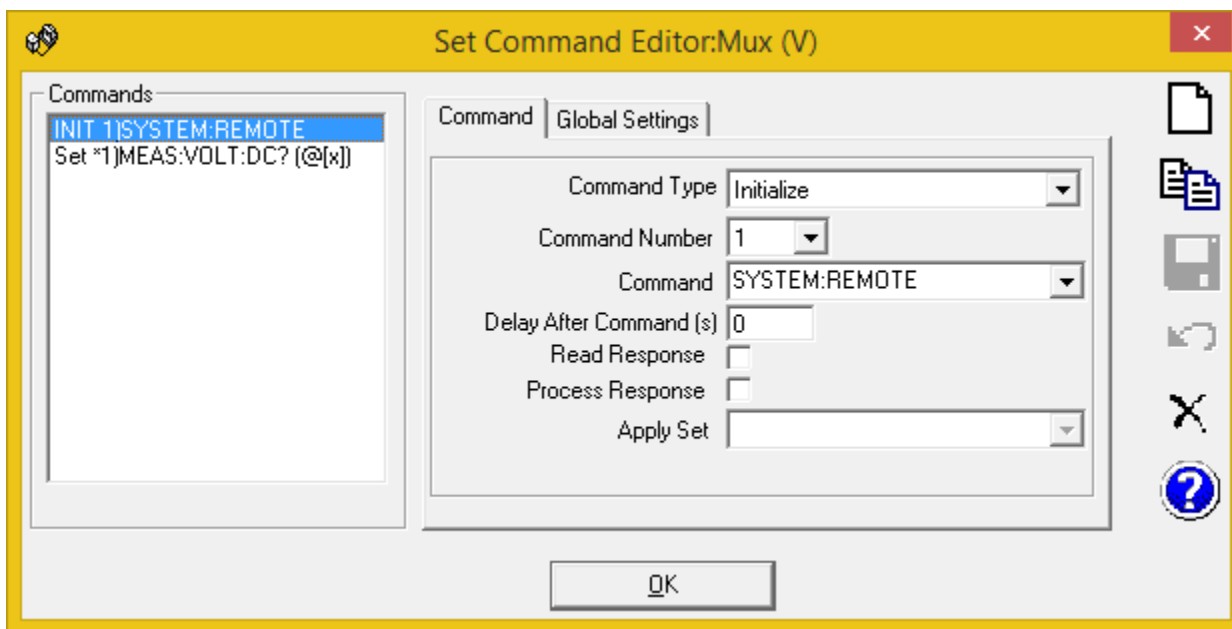 Set Command Editor:Mux (V)
Commands
INIT 1)SYSTEM:REMOTE
Set *1)MEAS:VOLT:DC? (@[x])
Command
Global Settings
Command Type
Initialize
Command Number
1
Command
SYSTEM:REMOTE
Delay After Command (s)
0
Read Response
Process Response
Apply Set
OK